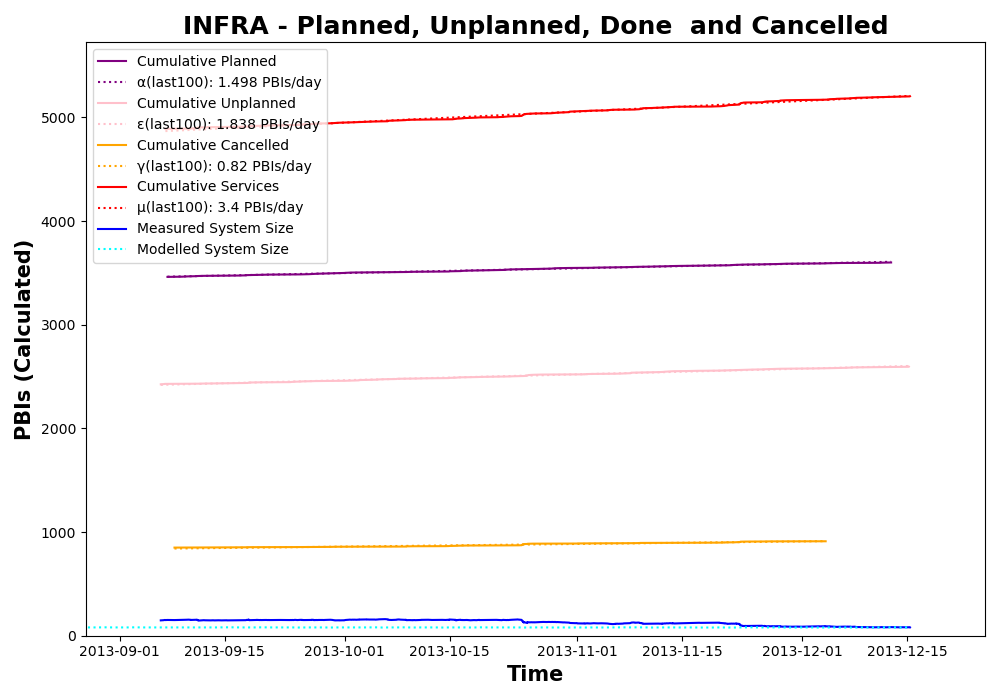 INFRA - Planned, Unplanned, Done  and Cancelled
Cumulative Planned
α(last100): 1.498 PBIs/day
Cumulative Unplanned
ε(last100): 1.838 PBIs/day
Cumulative Cancelled
γ(last100): 0.82 PBIs/day
Cumulative Services
μ(last100): 3.4 PBIs/day
Measured System Size
Modelled System Size
PBIs (Calculated)
5000
4000
3000
2000
1000
0
2013-09-01
2013-09-15
2013-10-01
2013-10-15
2013-11-01
2013-11-15
2013-12-01
2013-12-15
Time